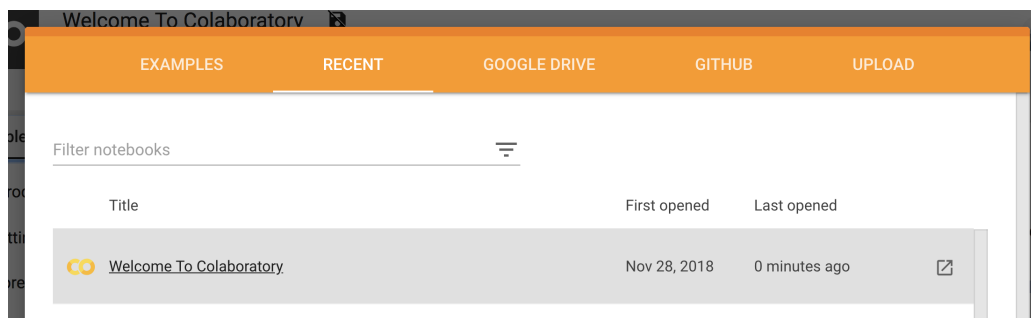 Welcome To Colaboratory
EXAMPLES RECENT GOOGLE DRIVE GITHUB UPLOAD
Filter notebooks
Title First opened Last opened
Welcome To Colaboratory Nov 28, 2018 0 minutes ago